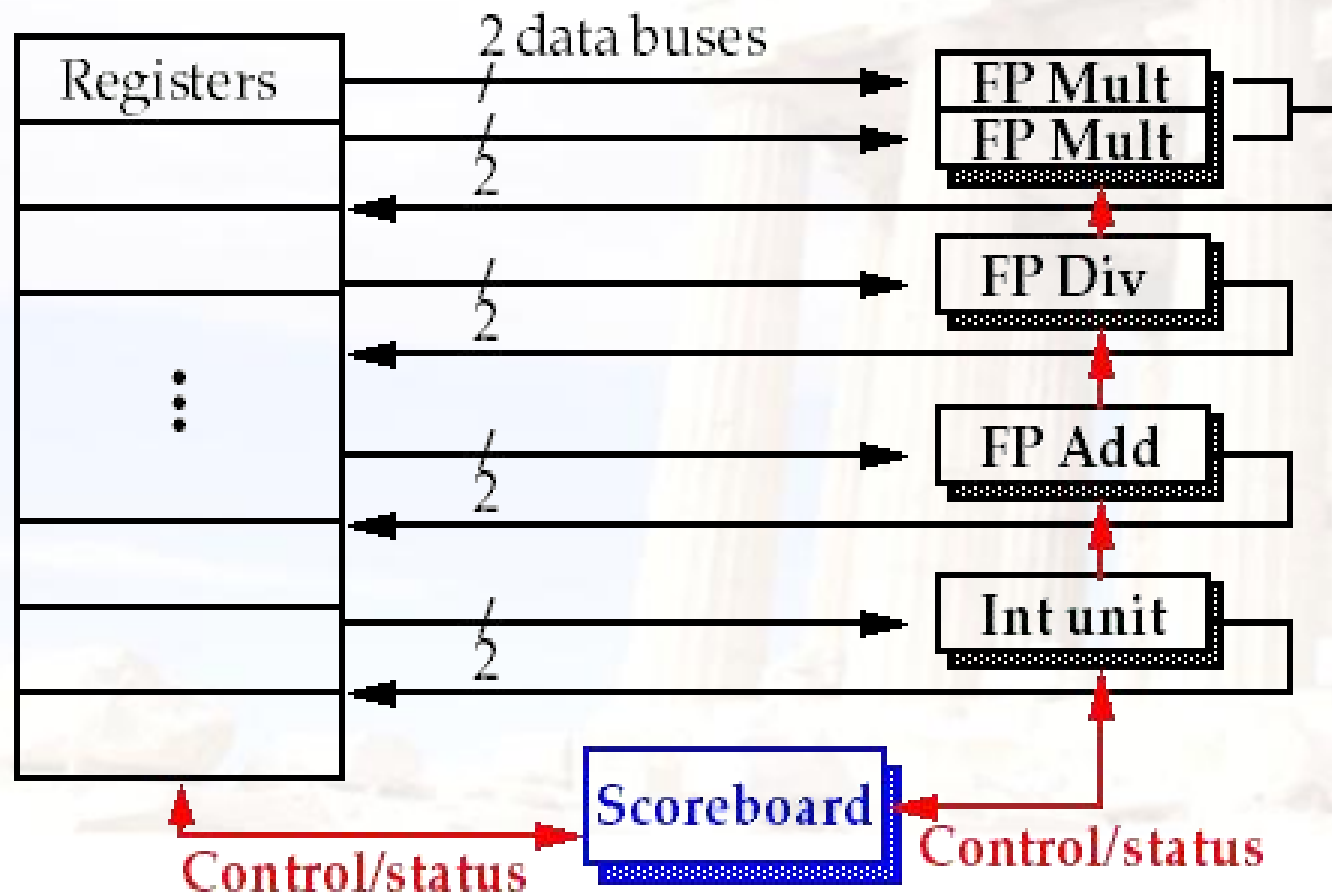 2 data buses
Registers
FP Mult
FP Mult
2
FP Div
2
FP Add
2
Int unit
2
Scoreboard
Control/status
Control/status